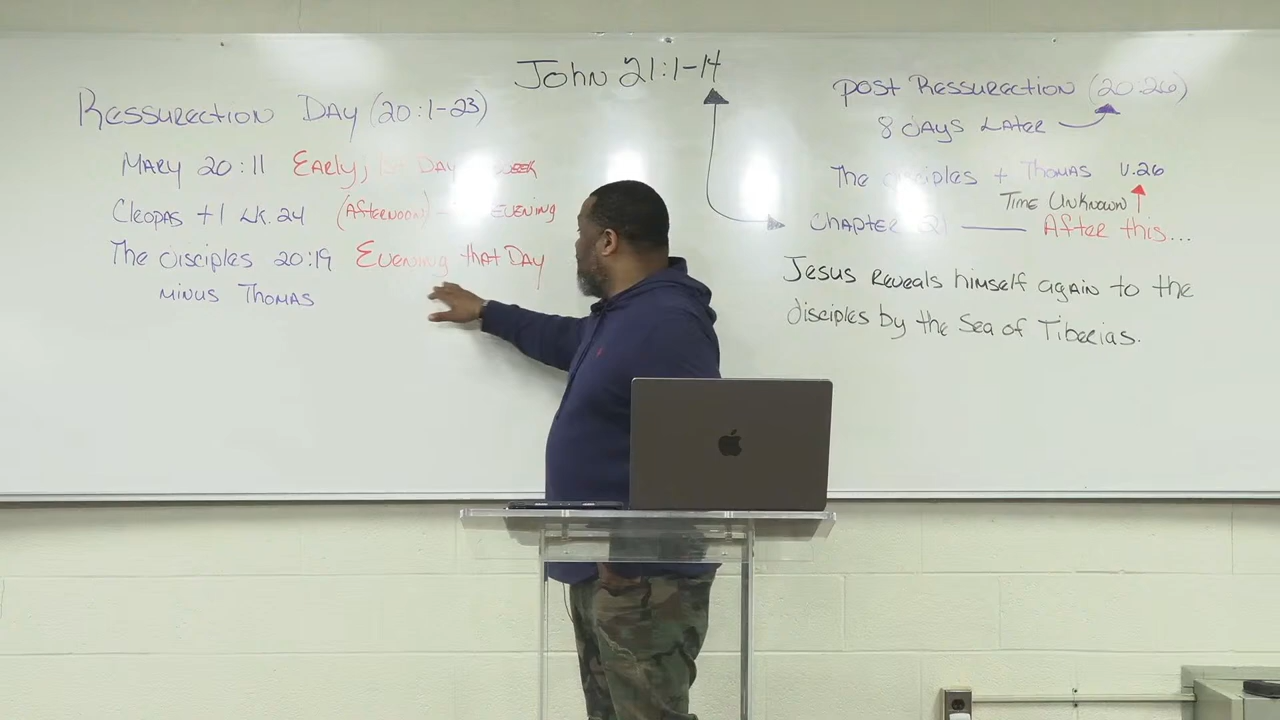 John 21:1-14
Ressurection Day (20:1-23)
Mary 20:11 Early, 1st Day week
Cleopas +1 Lk.24 (Afternoon) - Evening
The disciples 20:19 Evening that Day
minus Thomas
post Ressurection (20:26)
8 days Later
The disciples + Thomas v.26
Time Unknown
Chapter 21 — After this...
Jesus Reveals himself again to the
disciples by the Sea of Tiberias.